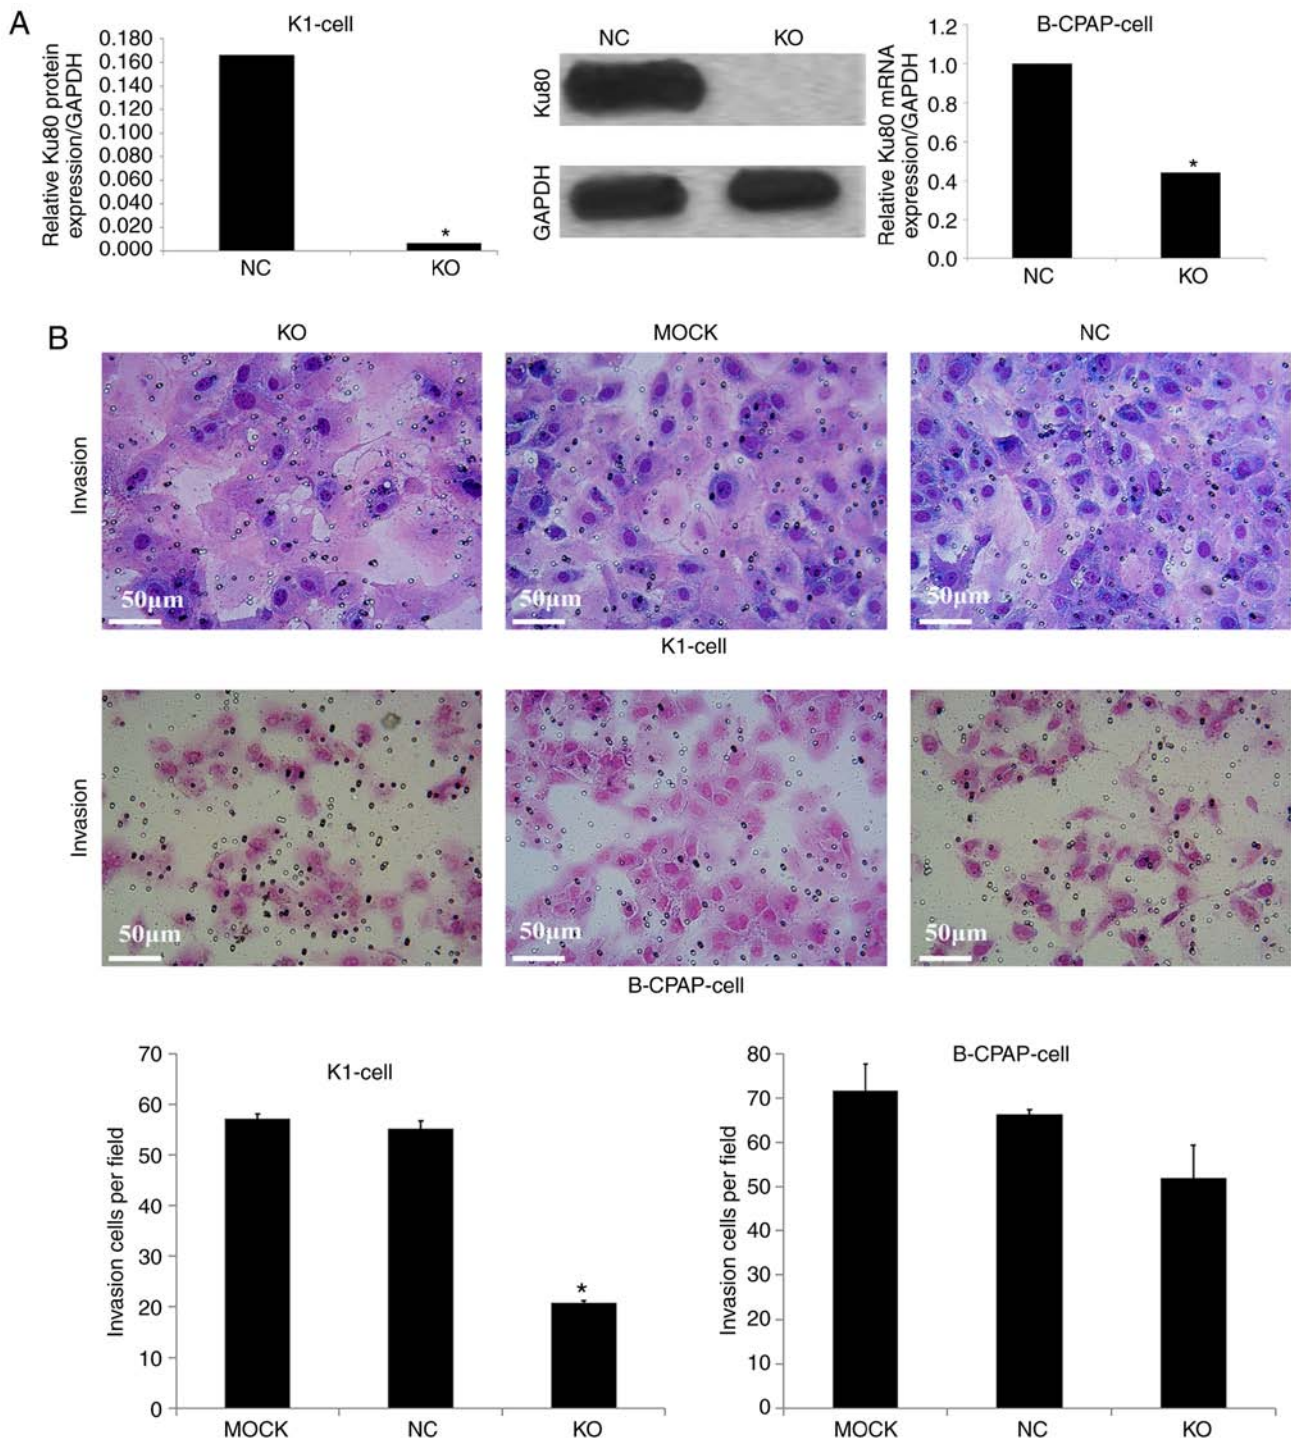 A
K1-cell
Relative Ku80 protein
expression/GAPDH
0.180
0.160
0.140
0.120
0.100
0.080
0.060
0.040
0.020
0.000
*
NC
KO
NC
KO
Ku80
GAPDH
B-CPAP-cell
Relative Ku80 mRNA
expression/GAPDH
1.2
1.0
0.8
0.6
0.4
0.2
0.0
*
NC
KO
B
KO
MOCK
NC
Invasion
50µm
50µm
50µm
K1-cell
Invasion
50µm
50µm
50µm
B-CPAP-cell
K1-cell
Invasion cells per field
70
60
50
40
30
20
10
0
*
MOCK
NC
KO
B-CPAP-cell
Invasion cells per field
80
70
60
50
40
30
20
10
0
MOCK
NC
KO